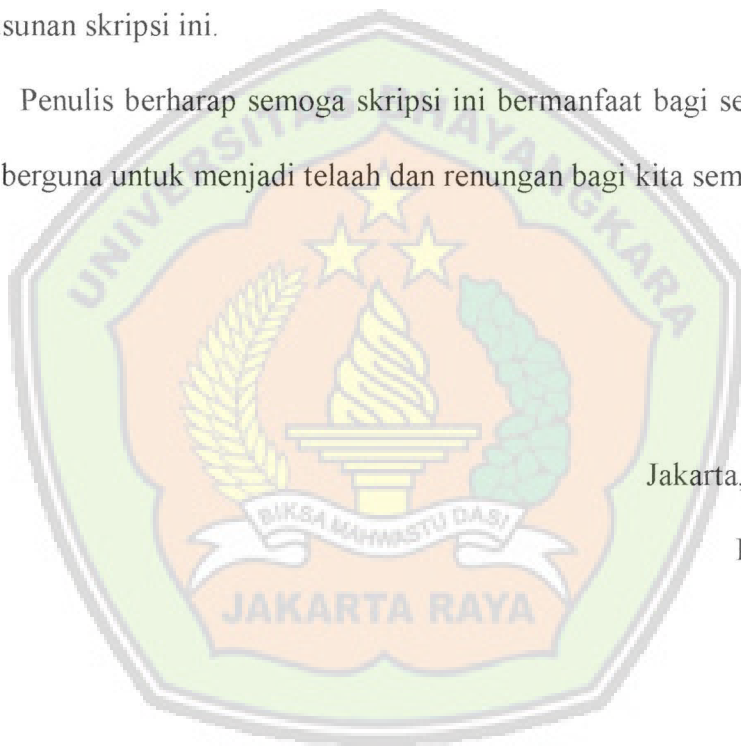 sunan skripsi ini.
Penulis berharap semoga skripsi ini bermanfaat bagi se
berguna untuk menjadi telaah dan renungan bagi kita sem
UNIVERSITAS BHAYANGKARA
Jakarta,
BIKSA MAHWASTU DASI
JAKARTA RAYA